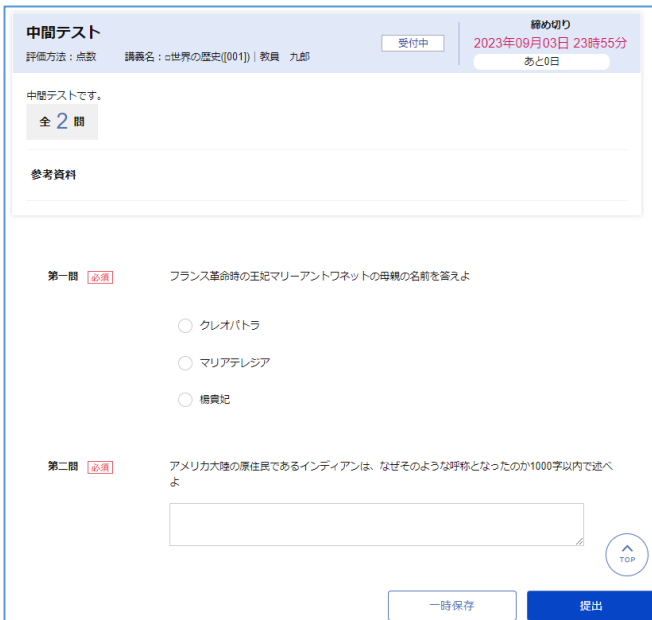 中間テスト
評価方法：点数 講義名：□世界の歴史([001])｜教員 九郎
受付中
締め切り
2023年09月03日 23時55分
あと0日
中間テストです。
全 2 問
参考資料
第一問 必須 フランス革命時の王妃マリーアントワネットの母親の名前を答えよ
クレオパトラ
マリアテレジア
楊貴妃
第二問 必須 アメリカ大陸の原住民であるインディアンは、なぜそのような呼称となったのか1000字以内で述べ
よ
TOP
一時保存 提出